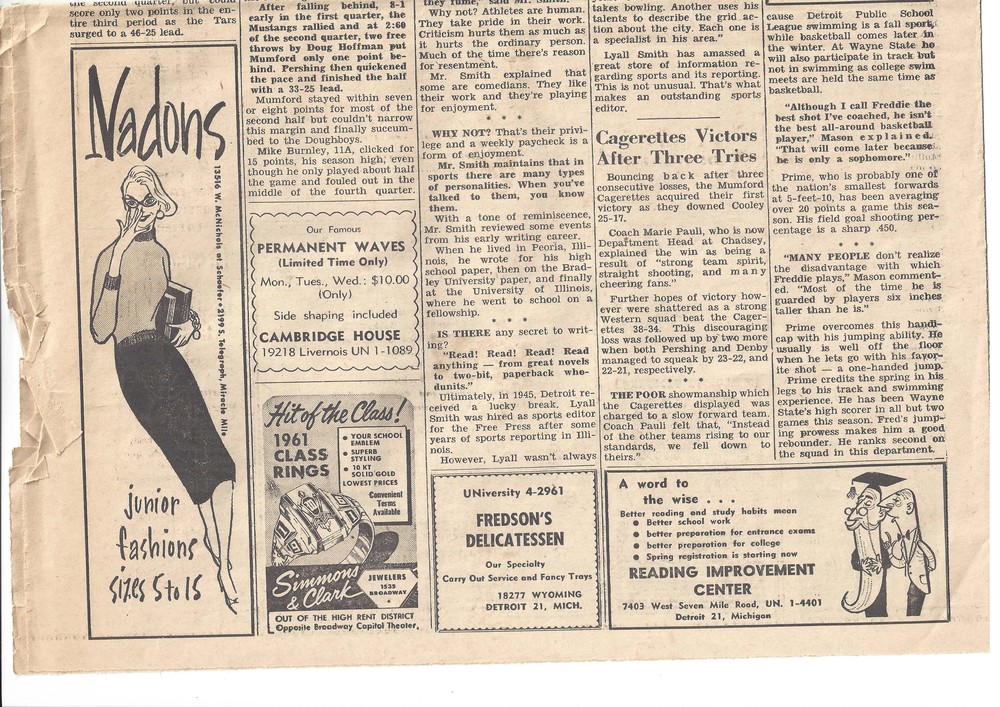 the second quarter, but could
score only two points in the en-
tire third period as the Tars
surged to a 46-25 lead.
Nadons
13516 W. McNichols at Schaefer • 2199 S. Telegraph, Miracle Mile
junior
fashions
sizes 5 to 15
After falling behind, 8-1
early in the first quarter, the
Mustangs rallied and at 2:60
of the second quarter, two free
throws by Doug Hoffman put
Mumford only one point be-
hind. Pershing then quickened
the pace and finished the half
with a 33-25 lead.
Mumford stayed within seven
or eight points for most of the
second half but couldn't narrow
this margin and finally succum-
bed to the Doughboys.
Mike Burnley, 11A, clicked for
15 points, his season high, even
though he only played about half
the game and fouled out in the
middle of the fourth quarter.
Our Famous
PERMANENT WAVES
(Limited Time Only)
Mon., Tues., Wed.: $10.00
(Only)
Side shaping included
CAMBRIDGE HOUSE
19218 Livernois UN 1-1089
Hit of the Class!
1961
CLASS
RINGS
• YOUR SCHOOL
EMBLEM
• SUPERB
STYLING
• 10 KT
SOLID GOLD
LOWEST PRICES
Convenient
Terms
Available
Simmons
& Clark
JEWELERS
1535
BROADWAY
OUT OF THE HIGH RENT DISTRICT
Opposite Broadway Capitol Theater.
they fume," said Mr. Smith.
Why not? Athletes are human.
They take pride in their work.
Criticism hurts them as much as
it hurts the ordinary person.
Much of the time there's reason
for resentment.
Mr. Smith explained that
some are comedians. They like
their work and they're playing
for enjoyment.
* * *
WHY NOT? That's their privi-
lege and a weekly paycheck is a
form of enjoyment.
Mr. Smith maintains that in
sports there are many types
of personalities. When you've
talked to them, you know
them.
With a tone of reminiscence,
Mr. Smith reviewed some events
from his early writing career.
When he lived in Peoria, Illi-
nois, he wrote for his high
school paper, then on the Brad-
ley University paper, and finally
at the University of Illinois,
where he went to school on a
fellowship.
* * *
IS THERE any secret to writ-
ing?
"Read! Read! Read! Read
anything — from great novels
to two-bit, paperback who-
dunits."
Ultimately, in 1945, Detroit re-
ceived a lucky break. Lyall
Smith was hired as sports editor
for the Free Press after some
years of sports reporting in Illi-
nois.
However, Lyall wasn't always
UNiversity 4-2961
FREDSON'S
DELICATESSEN
Our Specialty
Carry Out Service and Fancy Trays
18277 WYOMING
DETROIT 21, MICH.
takes bowling. Another uses his
talents to describe the grid ac-
tion about the city. Each one is
a specialist in his area."
Lyall Smith has amassed a
great store of information re-
garding sports and its reporting.
This is not unusual. That's what
makes an outstanding sports
editor.
Cagerettes Victors
After Three Tries
Bouncing back after three
consecutive losses, the Mumford
Cagerettes acquired their first
victory as they downed Cooley
25-17.
Coach Marie Pauli, who is now
Department Head at Chadsey,
explained the win as being a
result of "strong team spirit,
straight shooting, and many
cheering fans."
Further hopes of victory how-
ever were shattered as a strong
Western squad beat the Cager-
ettes 38-34. This discouraging
loss was followed up by two more
when both Pershing and Denby
managed to squeak by 23-22, and
22-21, respectively.
* * *
THE POOR showmanship which
the Cagerettes displayed was
charged to a slow forward team.
Coach Pauli felt that, "Instead
of the other teams rising to our
standards, we fell down to
theirs."
cause Detroit Public School
League swimming is a fall sport,
while basketball comes later in
the winter. At Wayne State he
will also participate in track but
not in swimming as college swim
meets are held the same time as
basketball.
"Although I call Freddie the
best shot I've coached, he isn't
the best all-around basketball
player," Mason explained.
"That will come later because
he is only a sophomore."
Prime, who is probably one of
the nation's smallest forwards
at 5-feet-10, has been averaging
over 20 points a game this sea-
son. His field goal shooting per-
centage is a sharp .450.
* * *
"MANY PEOPLE don't realize
the disadvantage with which
Freddie plays," Mason comment-
ed. "Most of the time he is
guarded by players six inches
taller than he is."
Prime overcomes this handi-
cap with his jumping ability. He
usually is well off the floor
when he lets go with his favor-
ite shot — a one-handed jump.
Prime credits the spring in his
legs to his track and swimming
experience. He has been Wayne
State's high scorer in all but two
games this season. Fred's jump-
ing prowess makes him a good
rebounder. He ranks second on
the squad in this department.
A word to
the wise . . .
Better reading and study habits mean
● Better school work
● better preparation for entrance exams
● better preparation for college
● Spring registration is starting now
READING IMPROVEMENT
CENTER
7403 West Seven Mile Road, UN. 1-4401
Detroit 21, Michigan